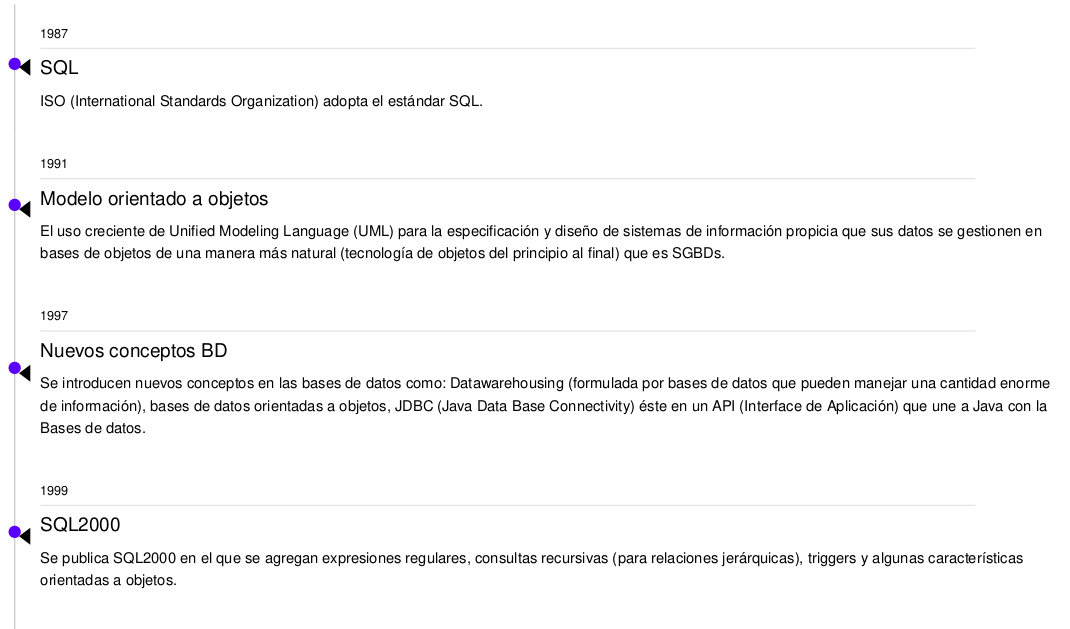 1987
SQL
ISO (International Standards Organization) adopta el estándar SQL.
1991
Modelo orientado a objetos
El uso creciente de Unified Modeling Language (UML) para la especificación y diseño de sistemas de información propicia que sus datos se gestionen en
bases de objetos de una manera más natural (tecnología de objetos del principio al final) que es SGBDs.
1997
Nuevos conceptos BD
Se introducen nuevos conceptos en las bases de datos como: Datawarehousing (formulada por bases de datos que pueden manejar una cantidad enorme
de información), bases de datos orientadas a objetos, JDBC (Java Data Base Connectivity) éste en un API (Interface de Aplicación) que une a Java con la
Bases de datos.
1999
SQL2000
Se publica SQL2000 en el que se agregan expresiones regulares, consultas recursivas (para relaciones jerárquicas), triggers y algunas características
orientadas a objetos.